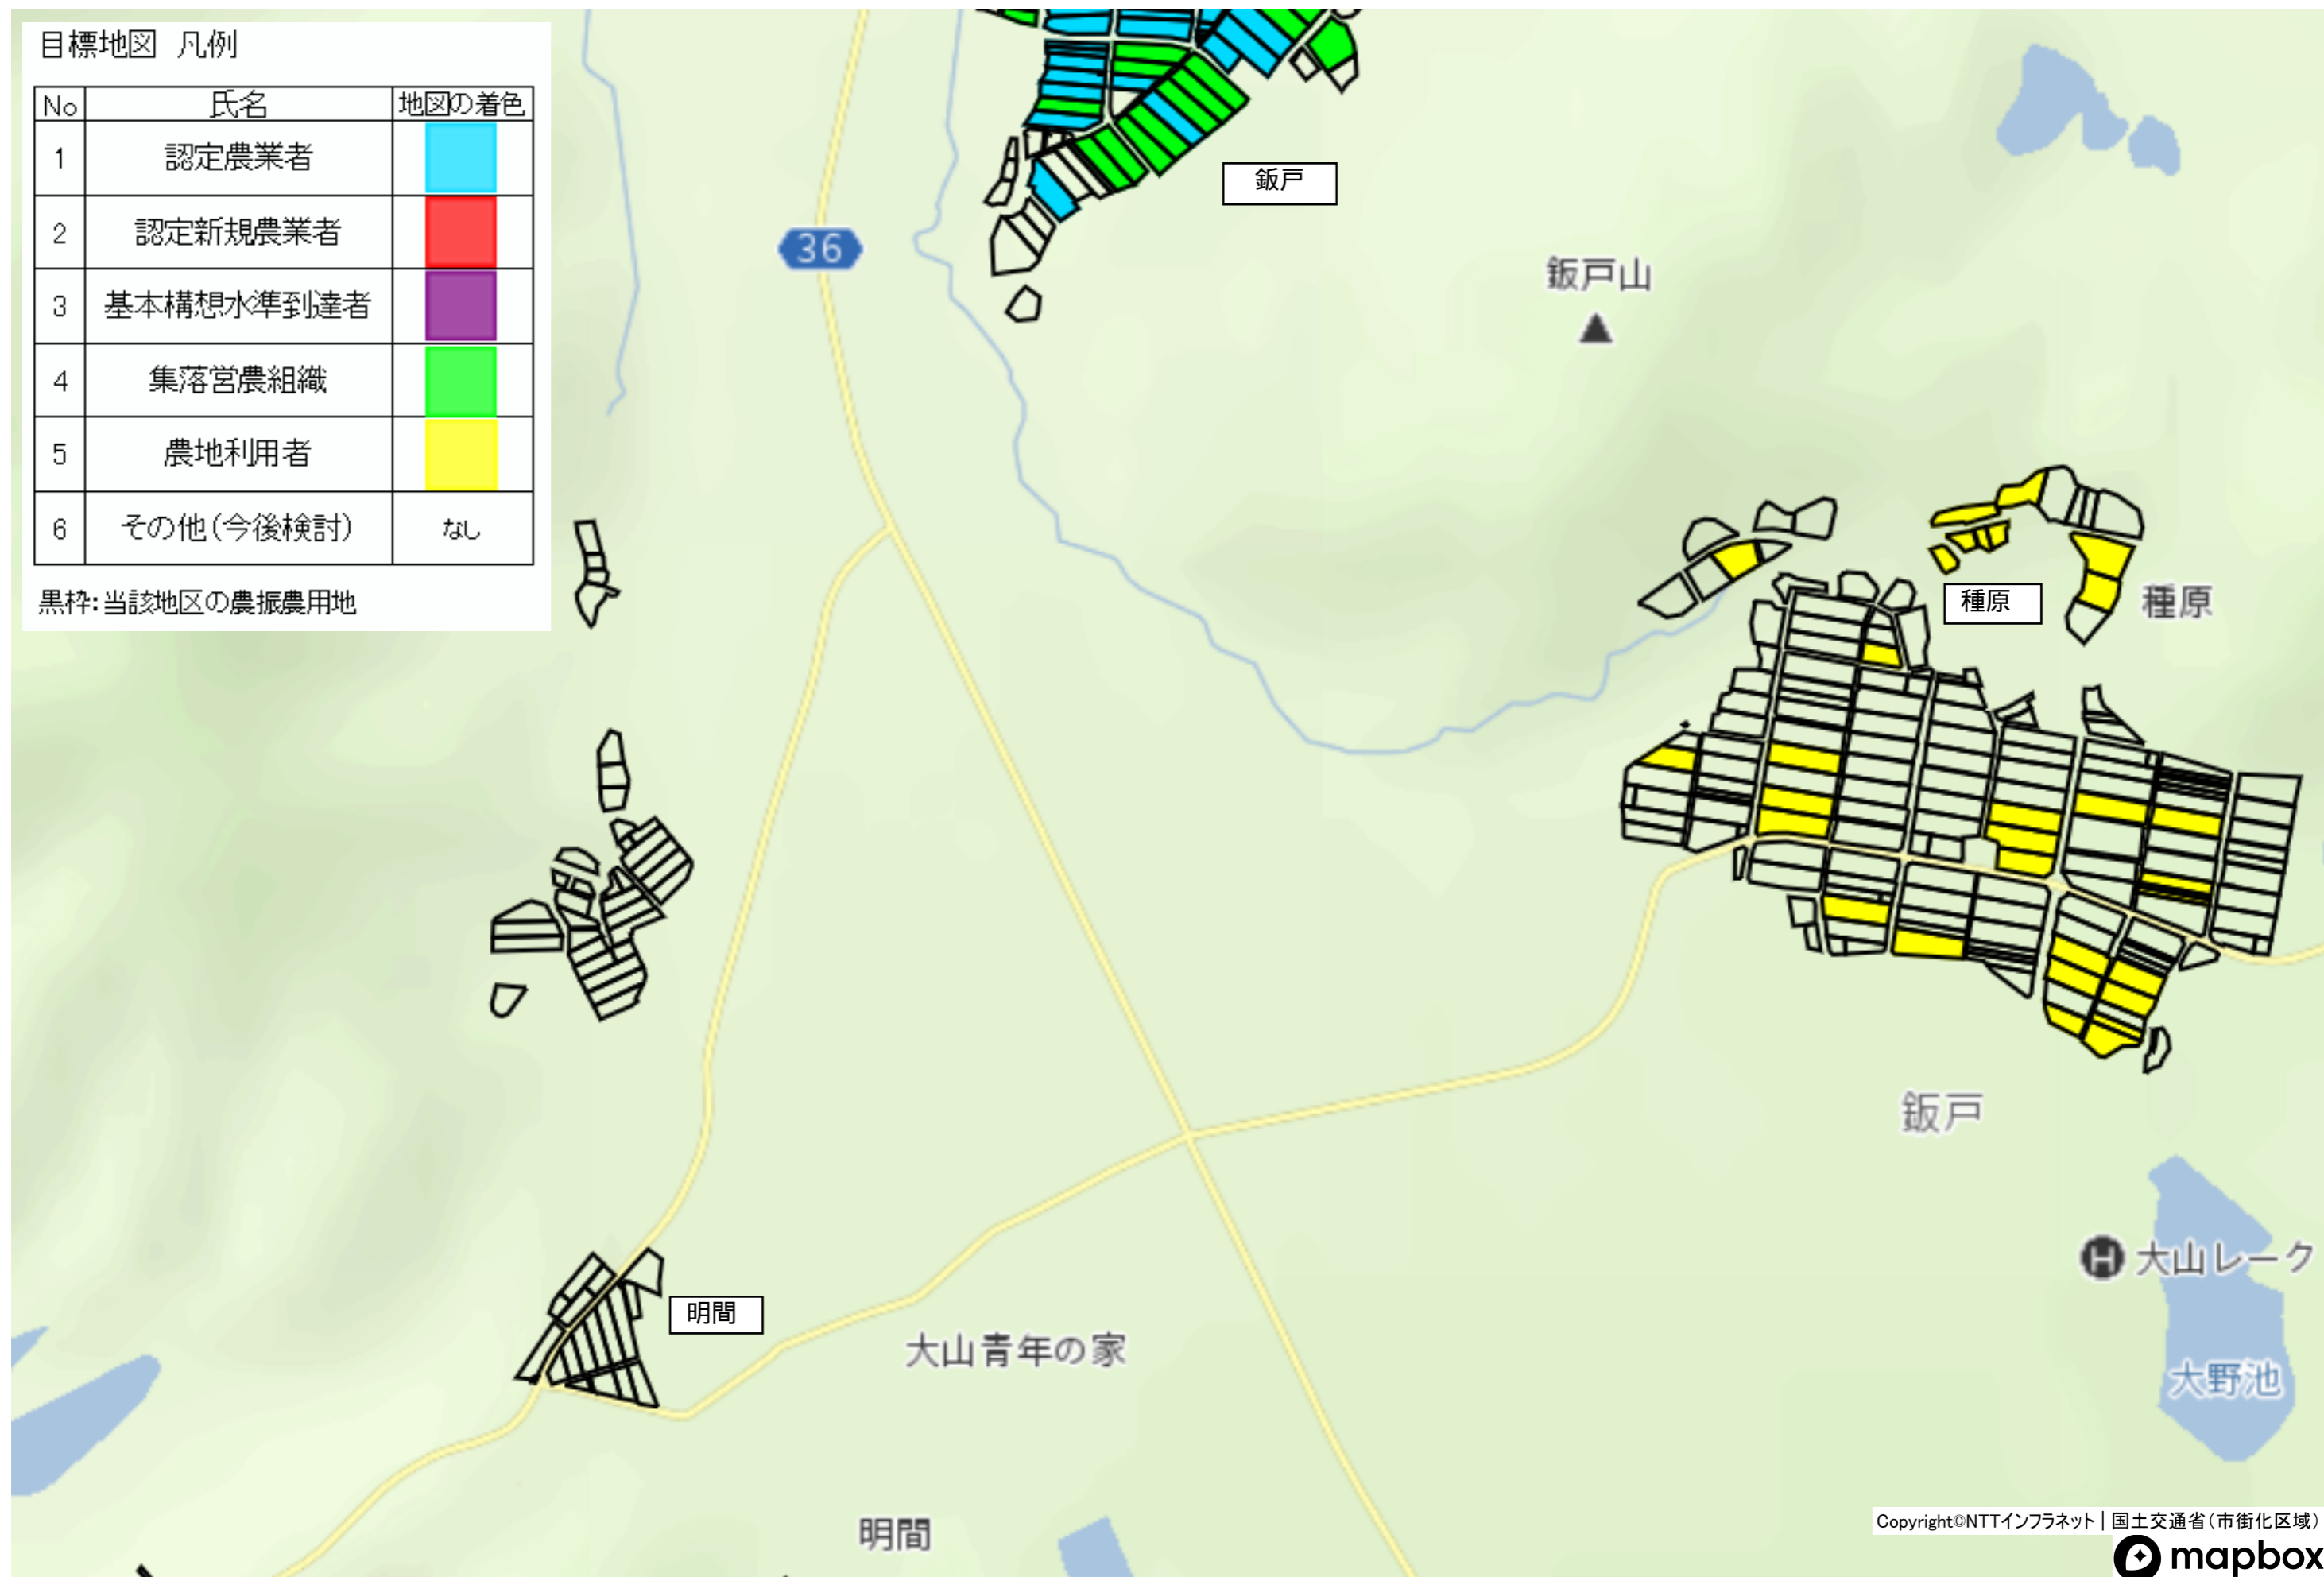 目標地図 凡例
No 氏名 地図の着色
1 認定農業者
2 認定新規農業者
3 基本構想水準到達者
4 集落営農組織
5 農地利用者
6 その他(今後検討) なし
黒枠:当該地区の農振農用地
鈑戸
36
鈑戸山
種原
種原
鈑戸
大山レーク
大野池
明間
大山青年の家
明間
Copyright©NTTインフラネット | 国土交通省(市街化区域)
mapbox